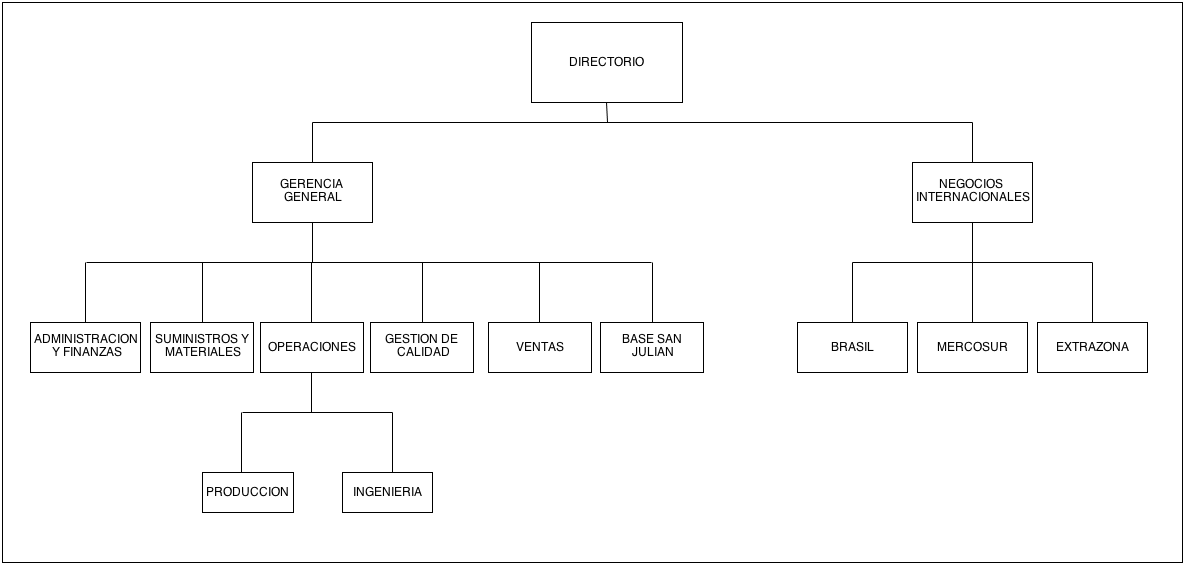 DIRECTORIO
GERENCIA
GENERAL
NEGOCIOS
INTERNACIONALES
ADMINISTRACION
Y FINANZAS
SUMINISTROS Y
MATERIALES
OPERACIONES
GESTION DE
CALIDAD
VENTAS
BASE SAN
JULIAN
BRASIL
MERCOSUR
EXTRAZONA
PRODUCCION
INGENIERIA